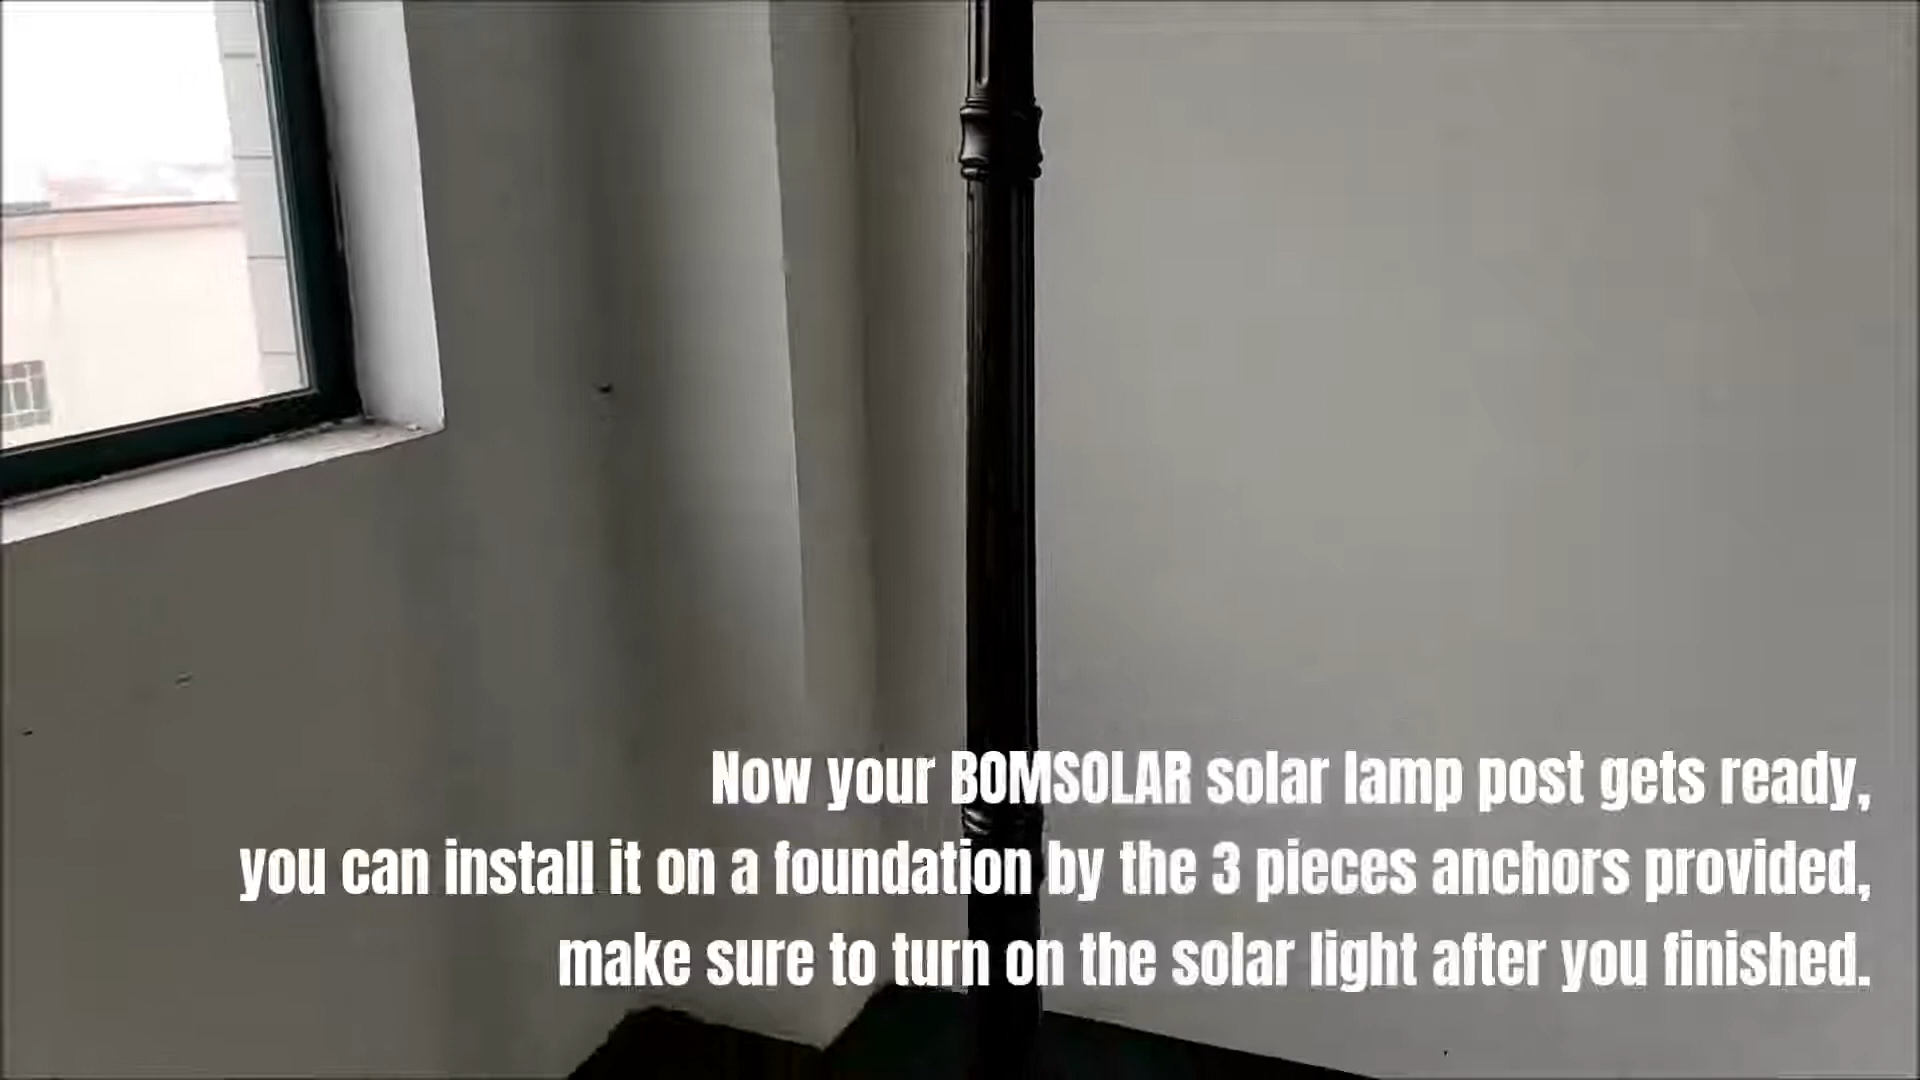 Now your BOMSOLAR solar lamp post gets ready,
you can install it on a foundation by the 3 pieces anchors provided,
make sure to turn on the solar light after you finished.